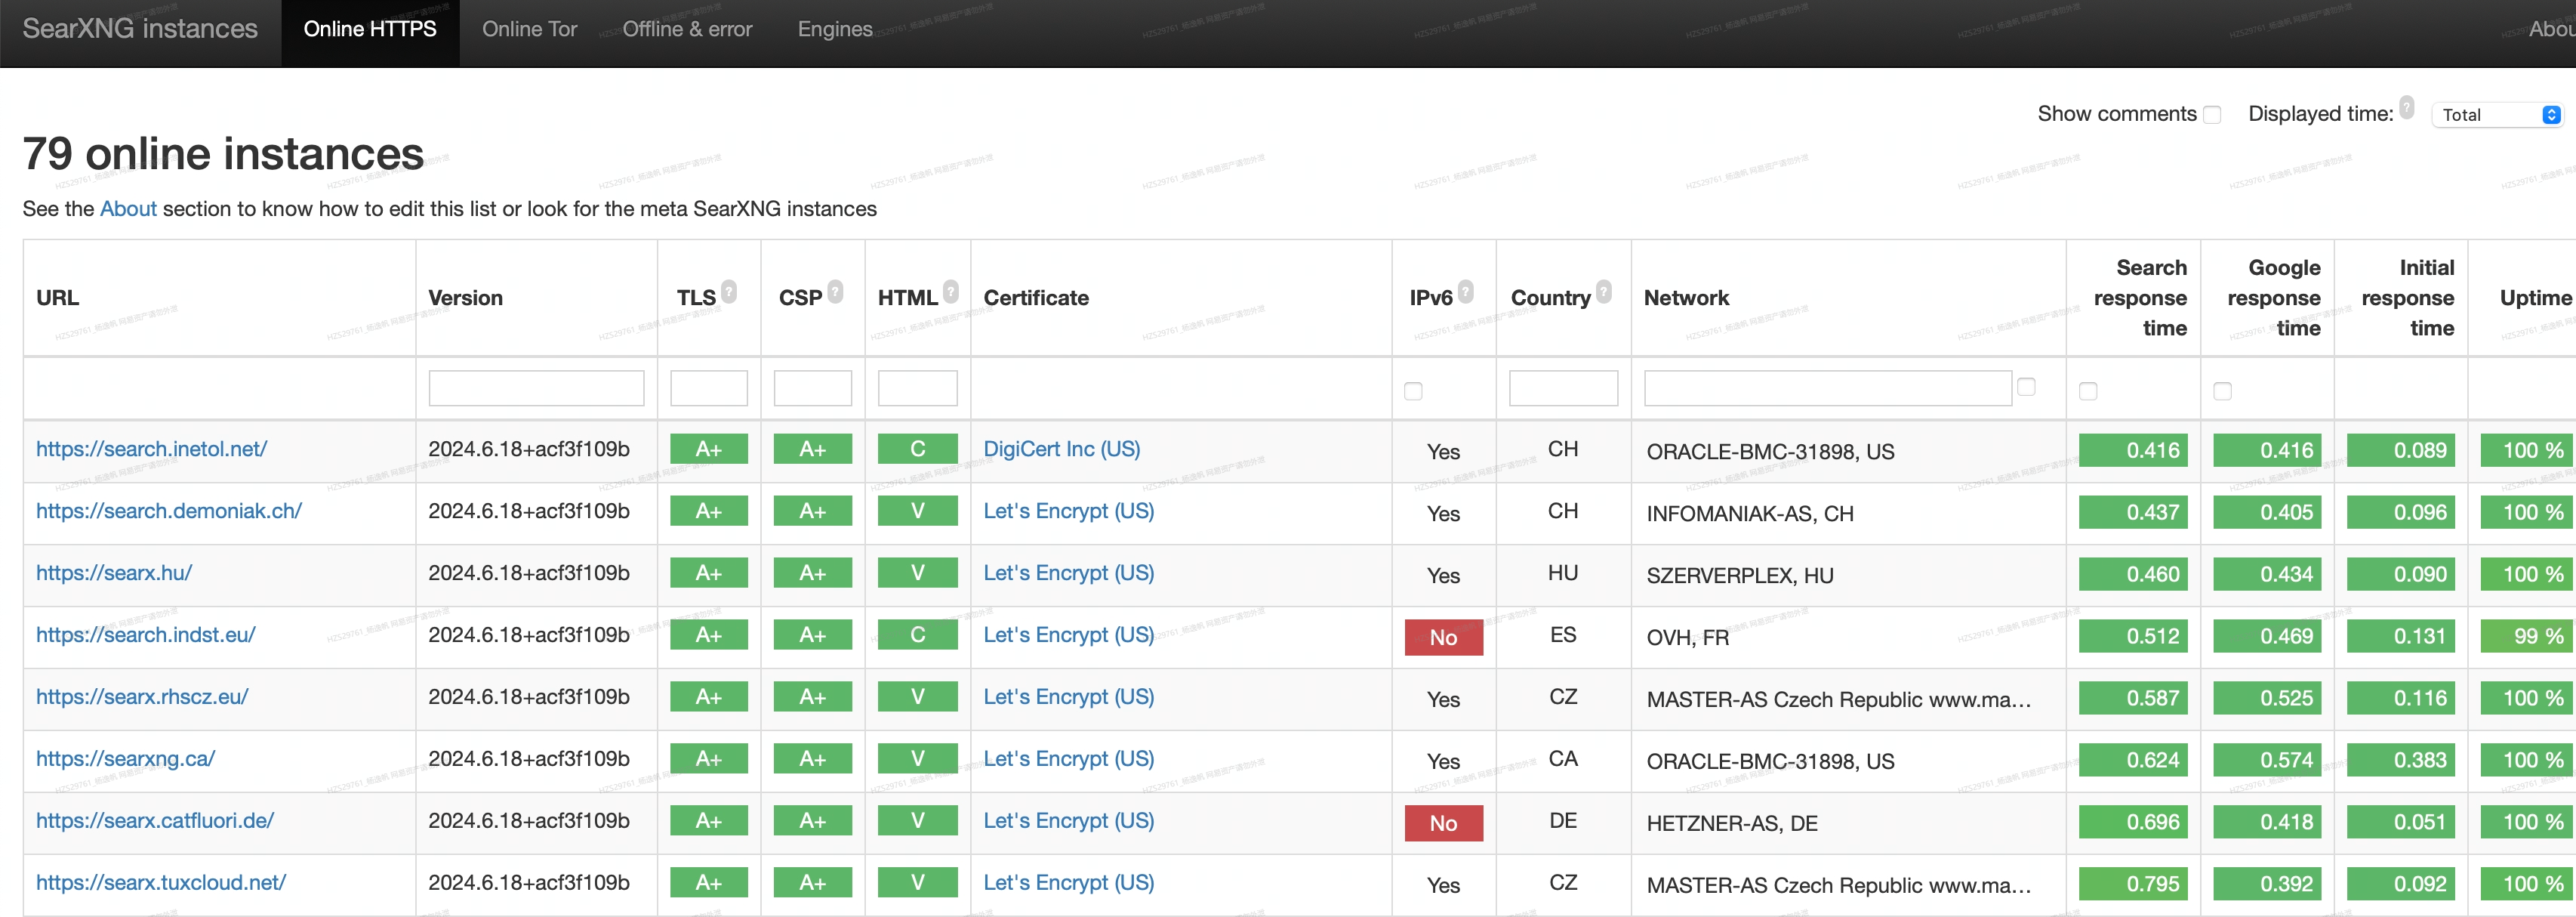 SearXNG instances Online HTTPS Online Tor Offline & error Engines Abou
Show comments Displayed time: ? Total
79 online instances
See the About section to know how to edit this list or look for the meta SearXNG instances
URL Version TLS ? CSP ? HTML ? Certificate IPv6 ? Country ? Network Search response time Google response time Initial response time Uptime
https://search.inetol.net/ 2024.6.18+acf3f109b A+ A+ C DigiCert Inc (US) Yes CH ORACLE-BMC-31898, US 0.416 0.416 0.089 100 %
https://search.demoniak.ch/ 2024.6.18+acf3f109b A+ A+ V Let's Encrypt (US) Yes CH INFOMANIAK-AS, CH 0.437 0.405 0.096 100 %
https://searx.hu/ 2024.6.18+acf3f109b A+ A+ V Let's Encrypt (US) Yes HU SZERVERPLEX, HU 0.460 0.434 0.090 100 %
https://search.indst.eu/ 2024.6.18+acf3f109b A+ A+ C Let's Encrypt (US) No ES OVH, FR 0.512 0.469 0.131 99 %
https://searx.rhscz.eu/ 2024.6.18+acf3f109b A+ A+ V Let's Encrypt (US) Yes CZ MASTER-AS Czech Republic www.ma… 0.587 0.525 0.116 100 %
https://searxng.ca/ 2024.6.18+acf3f109b A+ A+ V Let's Encrypt (US) Yes CA ORACLE-BMC-31898, US 0.624 0.574 0.383 100 %
https://searx.catfluori.de/ 2024.6.18+acf3f109b A+ A+ V Let's Encrypt (US) No DE HETZNER-AS, DE 0.696 0.418 0.051 100 %
https://searx.tuxcloud.net/ 2024.6.18+acf3f109b A+ A+ V Let's Encrypt (US) Yes CZ MASTER-AS Czech Republic www.ma… 0.795 0.392 0.092 100 %